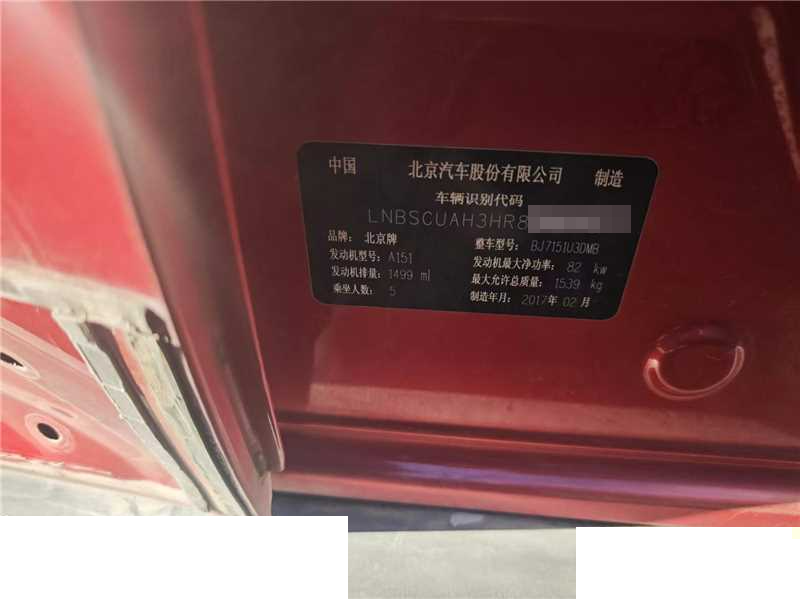 中国 北京汽车股份有限公司 制造
车辆识别代码
LNBSCUAH3HR8
品牌: 北京牌 整车型号: BJ7151U3DMB
发动机型号: A151 发动机最大净功率: 82 kw
发动机排量: 1499 ml 最大允许总质量: 1539 kg
乘坐人数: 5 制造年月: 2017年 02月